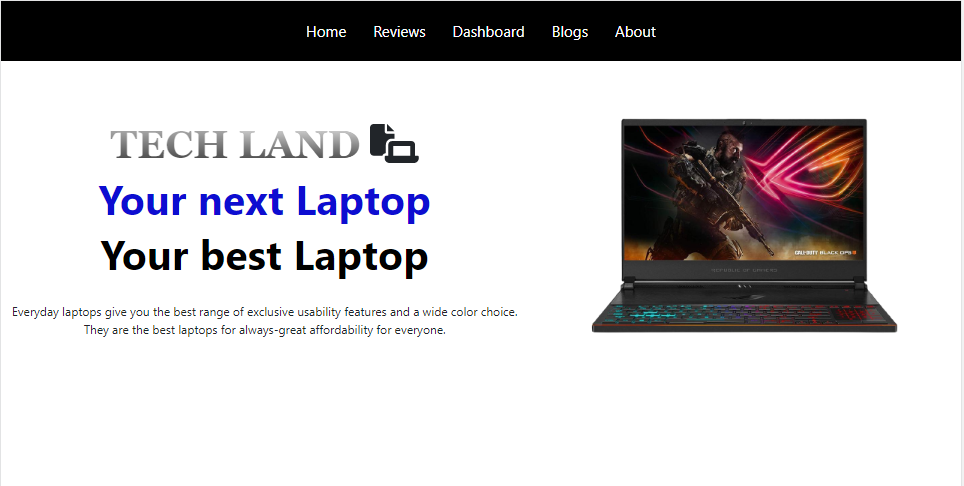 Home Reviews Dashboard Blogs About
TECH LAND
Your next Laptop
Your best Laptop
Everyday laptops give you the best range of exclusive usability features and a wide color choice.
They are the best laptops for always-great affordability for everyone.
CALL OF DUTY BLACK OPS
REPUBLIC OF GAMERS